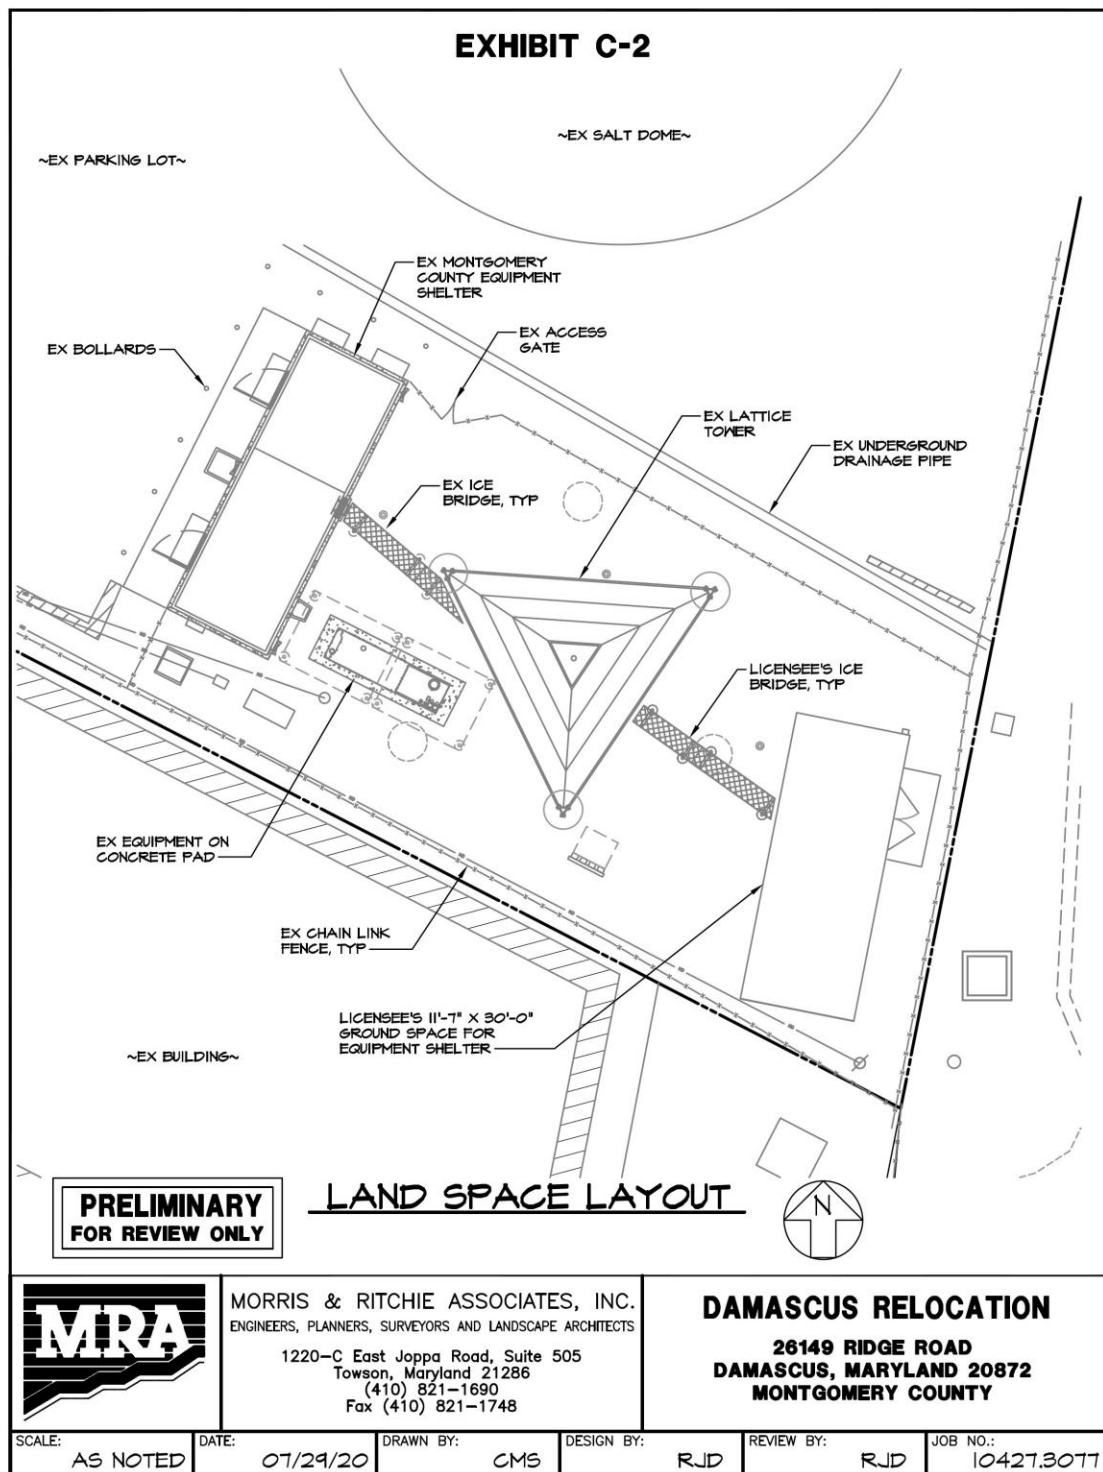 EXHIBIT C-2
~EX SALT DOME~
~EX PARKING LOT~
EX MONTGOMERY
COUNTY EQUIPMENT
SHELTER
EX ACCESS
GATE
EX BOLLARDS
EX LATTICE
TOWER
EX UNDERGROUND
DRAINAGE PIPE
EX ICE
BRIDGE, TYP
LICENSEE'S ICE
BRIDGE, TYP
EX EQUIPMENT ON
CONCRETE PAD
EX CHAIN LINK
FENCE, TYP
LICENSEE'S 11'-7" X 30'-0"
GROUND SPACE FOR
EQUIPMENT SHELTER
~EX BUILDING~
PRELIMINARY
FOR REVIEW ONLY
LAND SPACE LAYOUT
N
MRA
MORRIS & RITCHIE ASSOCIATES, INC.
ENGINEERS, PLANNERS, SURVEYORS AND LANDSCAPE ARCHITECTS
1220-C East Joppa Road, Suite 505
Towson, Maryland 21286
(410) 821-1690
Fax (410) 821-1748
DAMASCUS RELOCATION
26149 RIDGE ROAD
DAMASCUS, MARYLAND 20872
MONTGOMERY COUNTY
SCALE:
AS NOTED
DATE:
07/29/20
DRAWN BY:
CMS
DESIGN BY:
RJD
REVIEW BY:
RJD
JOB NO.:
10427.3077